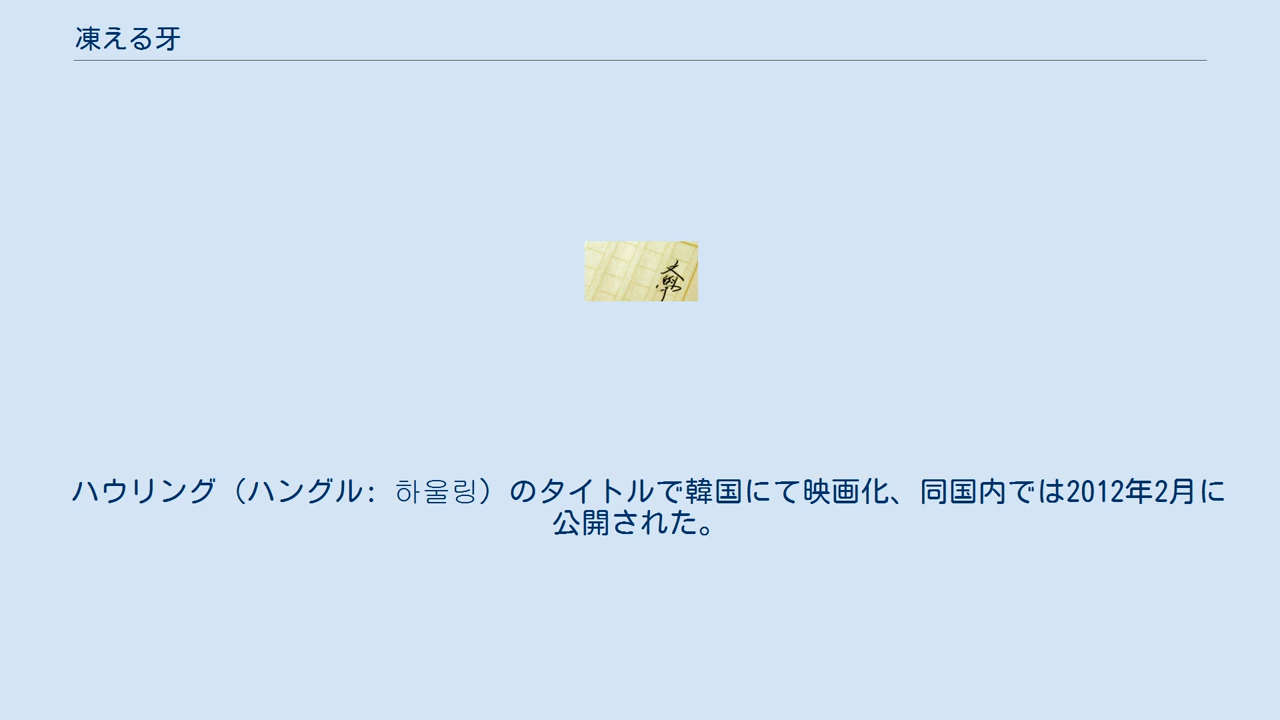 凍える牙
ハウリング（ハングル: 하울링）のタイトルで韓国にて映画化、同国内では2012年2月に
公開された。